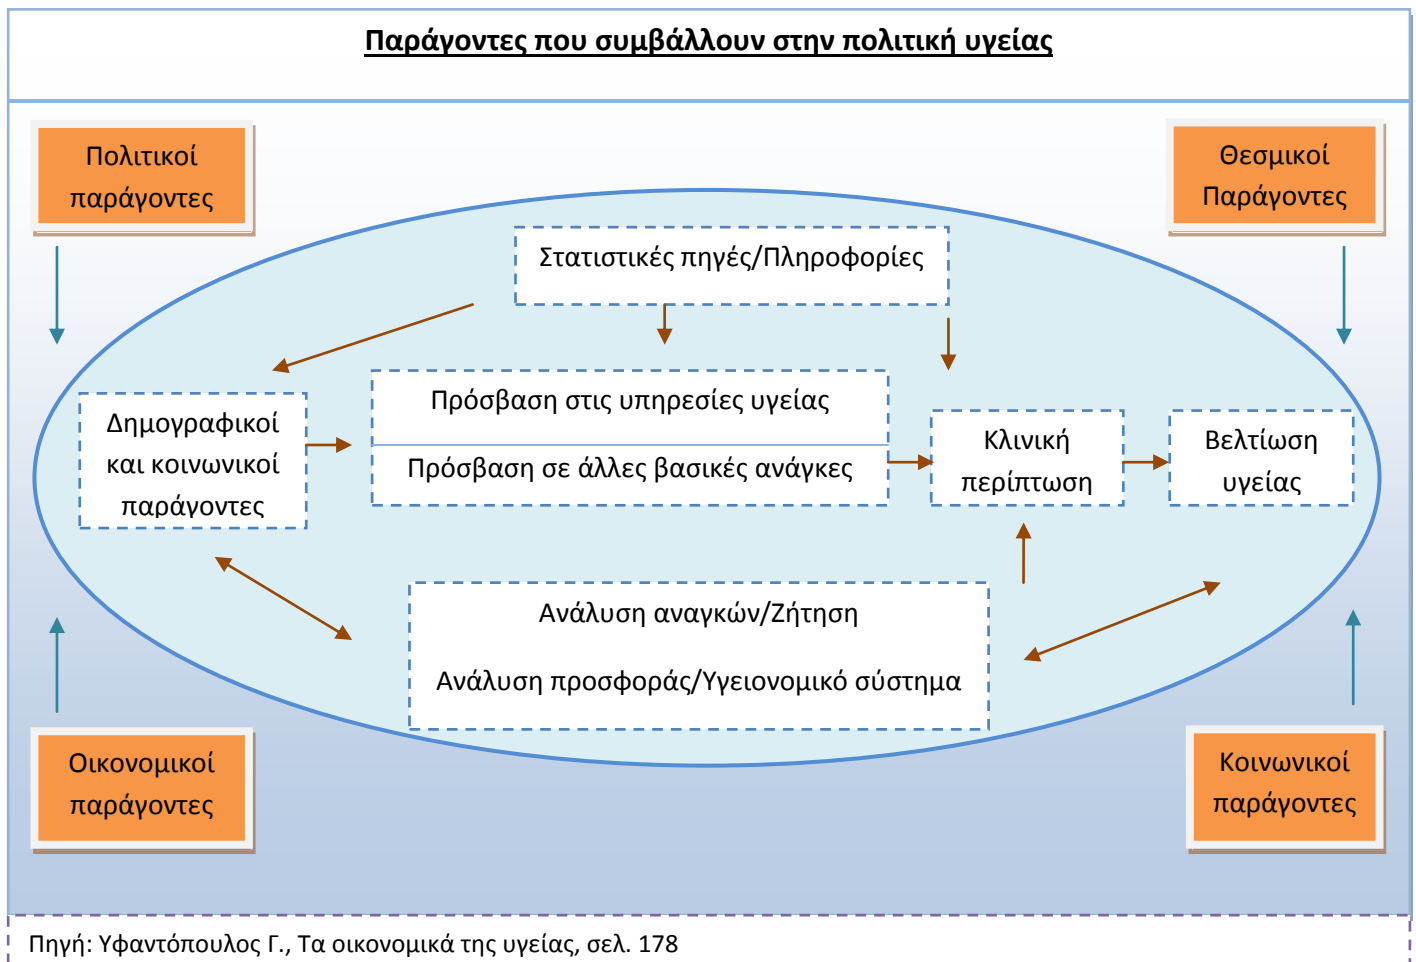 Παράγοντες που συμβάλλουν στην πολιτική υγείας
Πολιτικοί
παράγοντες
Θεσμικοί
Παράγοντες
Στατιστικές πηγές/Πληροφορίες
Δημογραφικοί
και κοινωνικοί
παράγοντες
Πρόσβαση στις υπηρεσίες υγείας
Πρόσβαση σε άλλες βασικές ανάγκες
Κλινική
περίπτωση
Βελτίωση
υγείας
Ανάλυση αναγκών/Ζήτηση
Ανάλυση προσφοράς/Υγειονομικό σύστημα
Οικονομικοί
παράγοντες
Κοινωνικοί
παράγοντες
Πηγή: Υφαντόπουλος Γ., Τα οικονομικά της υγείας, σελ. 178